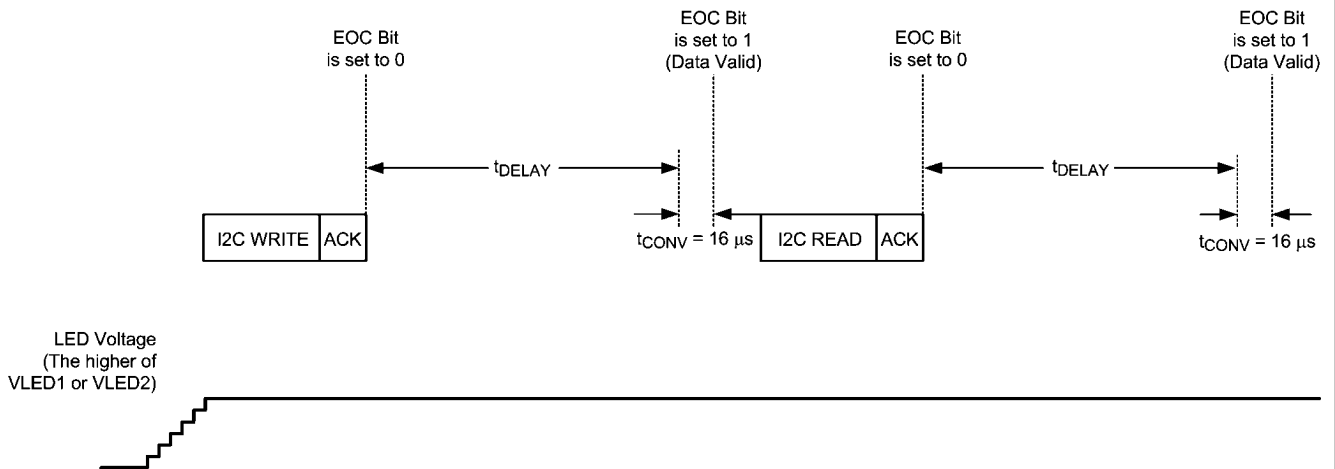 EOC Bit
is set to 0
EOC Bit
is set to 1
(Data Valid)
EOC Bit
is set to 0
EOC Bit
is set to 1
(Data Valid)
tDELAY
tDELAY
I2C WRITE
ACK
tCONV = 16 µs
I2C READ
ACK
tCONV = 16 µs
LED Voltage
(The higher of
VLED1 or VLED2)